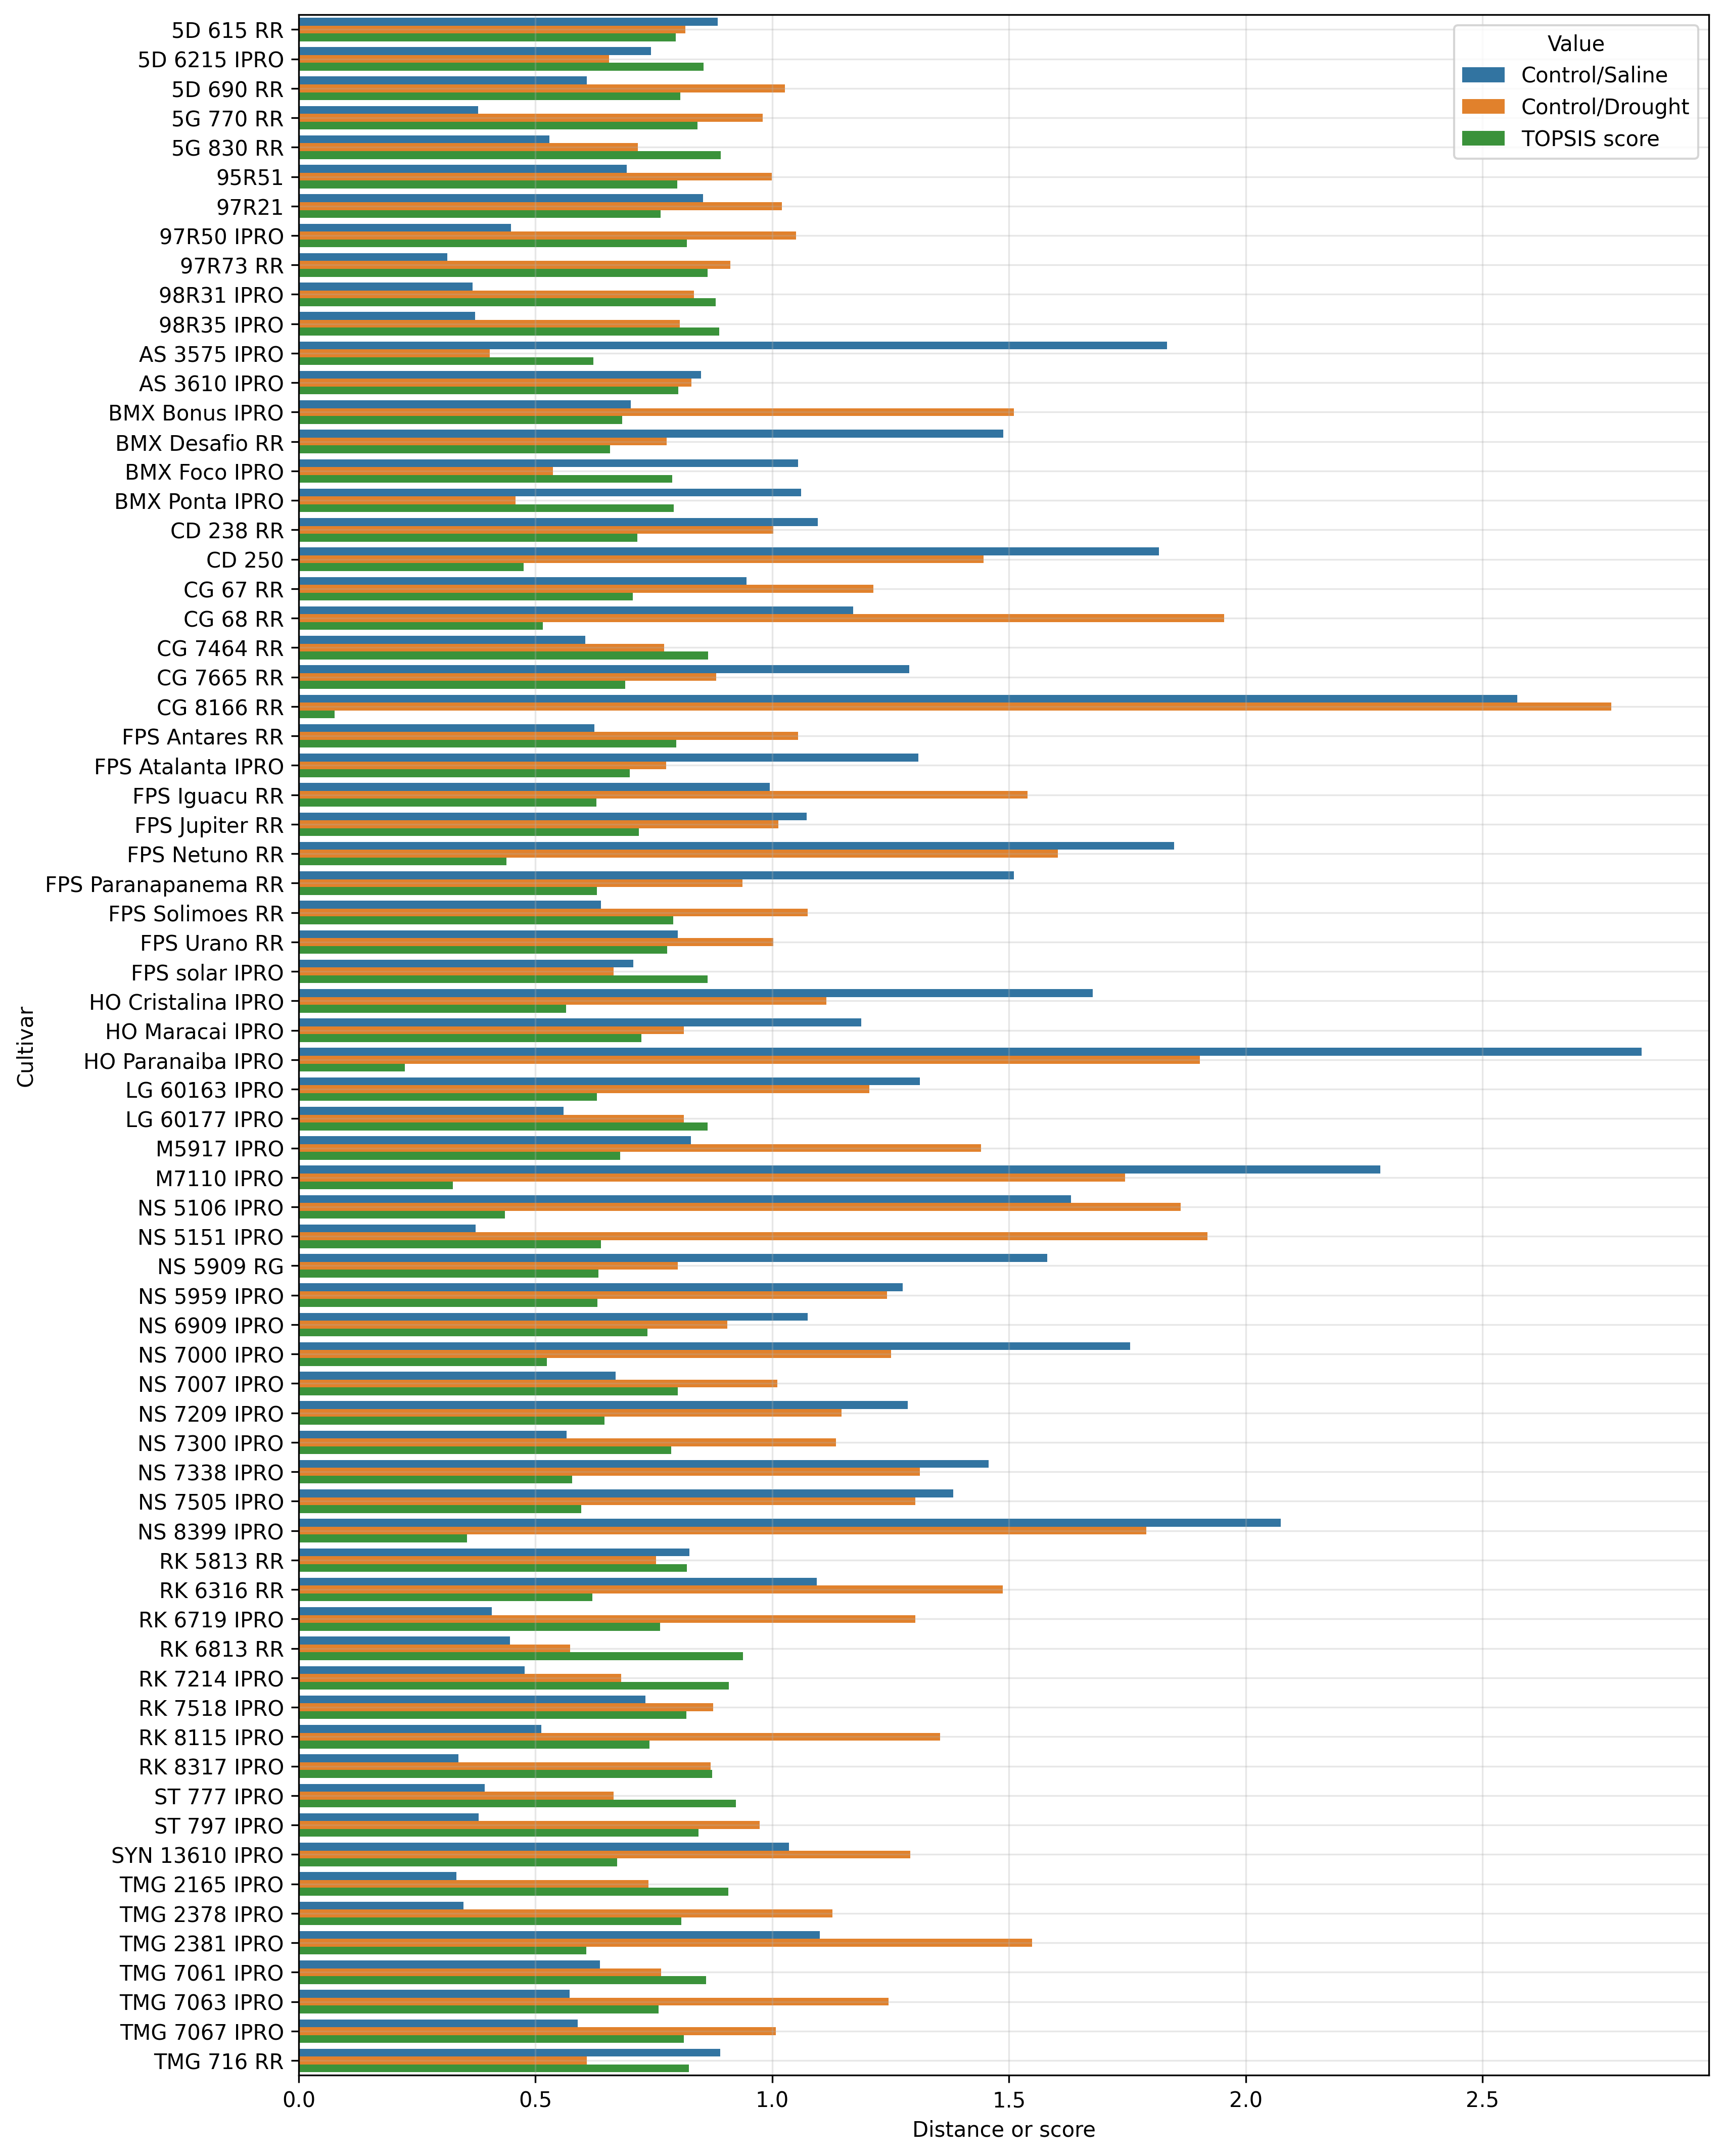 Value
Control/Saline
Control/Drought
TOPSIS score
5D 615 RR
5D 6215 IPRO
5D 690 RR
5G 770 RR
5G 830 RR
95R51
97R21
97R50 IPRO
97R73 RR
98R31 IPRO
98R35 IPRO
AS 3575 IPRO
AS 3610 IPRO
BMX Bonus IPRO
BMX Desafio RR
BMX Foco IPRO
BMX Ponta IPRO
CD 238 RR
CD 250
CG 67 RR
CG 68 RR
CG 7464 RR
CG 7665 RR
CG 8166 RR
FPS Antares RR
FPS Atalanta IPRO
FPS Iguacu RR
FPS Jupiter RR
FPS Netuno RR
FPS Paranapanema RR
FPS Solimoes RR
FPS Urano RR
FPS solar IPRO
HO Cristalina IPRO
HO Maracai IPRO
HO Paranaiba IPRO
LG 60163 IPRO
LG 60177 IPRO
M5917 IPRO
M7110 IPRO
NS 5106 IPRO
NS 5151 IPRO
NS 5909 RG
NS 5959 IPRO
NS 6909 IPRO
NS 7000 IPRO
NS 7007 IPRO
NS 7209 IPRO
NS 7300 IPRO
NS 7338 IPRO
NS 7505 IPRO
NS 8399 IPRO
RK 5813 RR
RK 6316 RR
RK 6719 IPRO
RK 6813 RR
RK 7214 IPRO
RK 7518 IPRO
RK 8115 IPRO
RK 8317 IPRO
ST 777 IPRO
ST 797 IPRO
SYN 13610 IPRO
TMG 2165 IPRO
TMG 2378 IPRO
TMG 2381 IPRO
TMG 7061 IPRO
TMG 7063 IPRO
TMG 7067 IPRO
TMG 716 RR
Cultivar
0.0 0.5 1.0 1.5 2.0 2.5
Distance or score